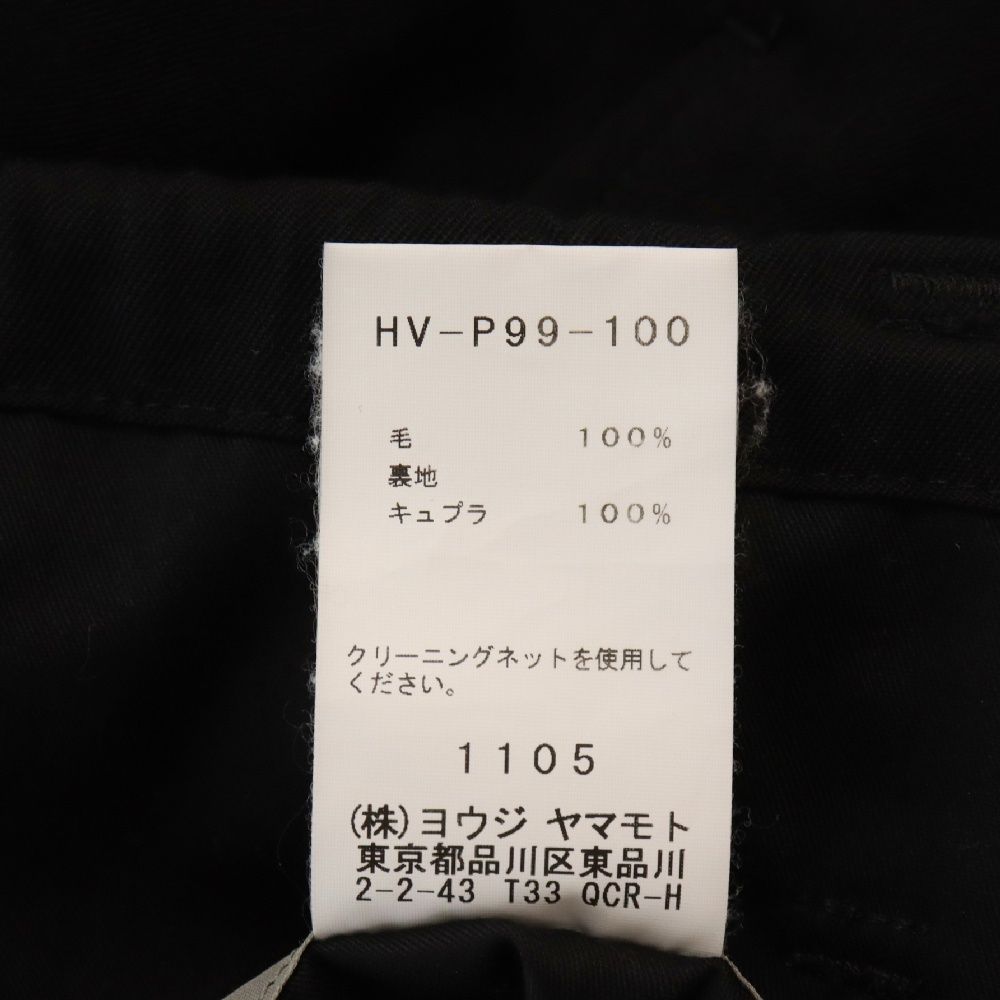 HV-P99-100
毛 100%
裏地
キュプラ 100%
クリーニングネットを使用して
ください。
1105
(株)ヨウジ ヤマモト
東京都品川区東品川
2-2-43 T33 QCR-H